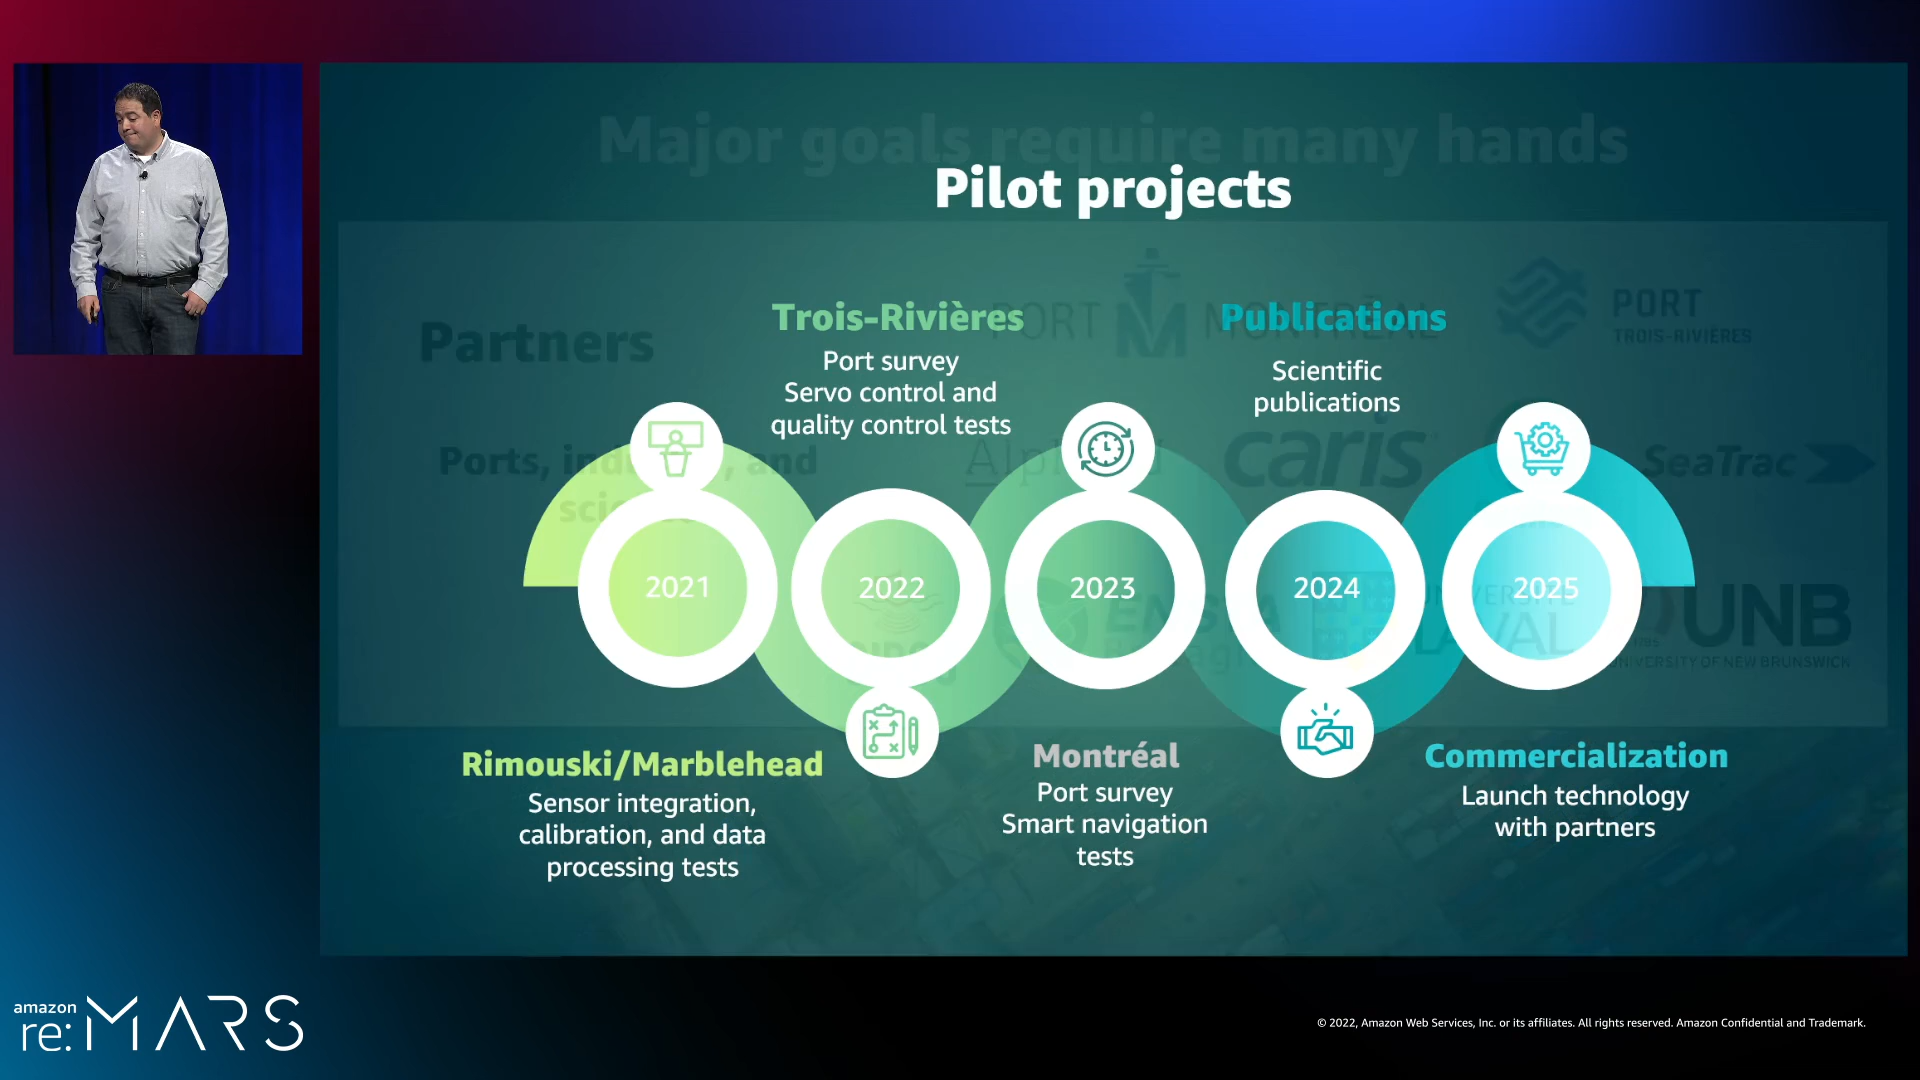 Major goals require many hands
Pilot projects
Partners
PORT MONTRÉAL
PORT
TROIS-RIVIÈRES
Trois-Rivières
Port survey
Servo control and
quality control tests
Publications
Scientific
publications
Ports, and
caris
SeaTrac
2021
2022
2023
2024
2025
UNB
UNIVERSITY OF NEW BRUNSWICK
LAVAL
Rimouski/Marblehead
Sensor integration,
calibration, and data
processing tests
Montréal
Port survey
Smart navigation
tests
Commercialization
Launch technology
with partners
amazon
re:MARS
© 2022, Amazon Web Services, Inc. or its affiliates. All rights reserved. Amazon Confidential and Trademark.